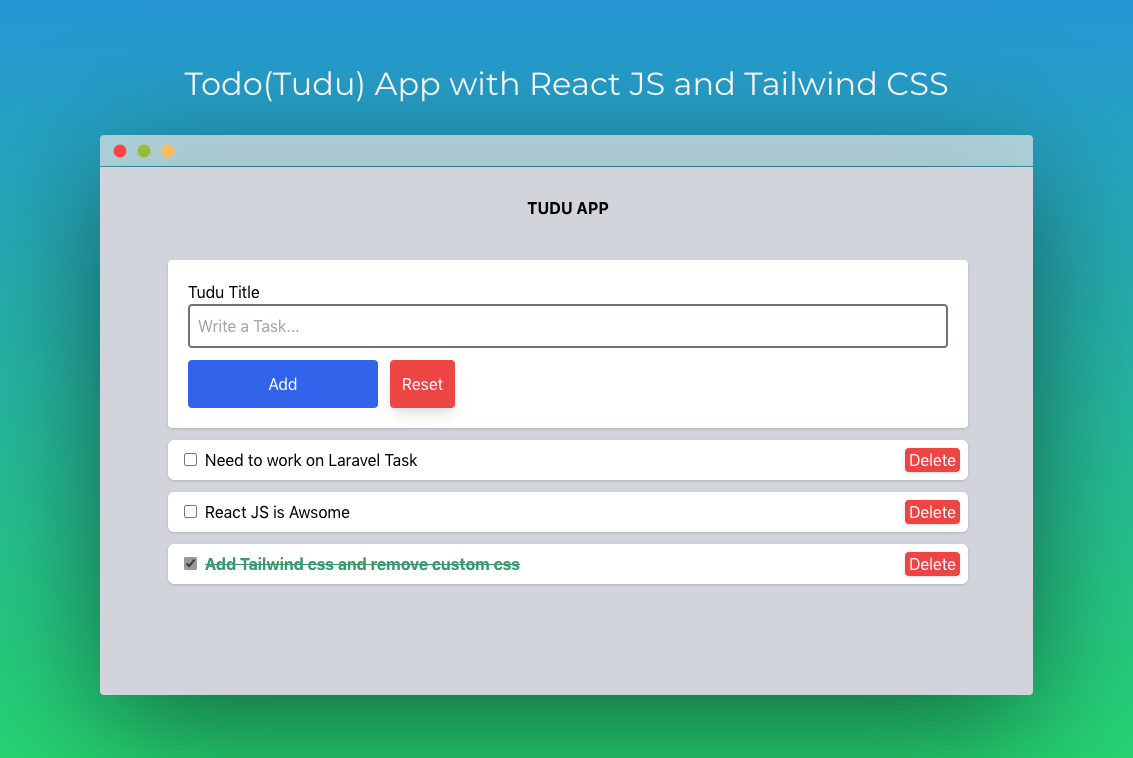 Todo(Tudu) App with React JS and Tailwind CSS
TUDU APP
Tudu Title
Write a Task...
Add Reset
Need to work on Laravel Task Delete
React JS is Awsome Delete
Add Tailwind css and remove custom css Delete